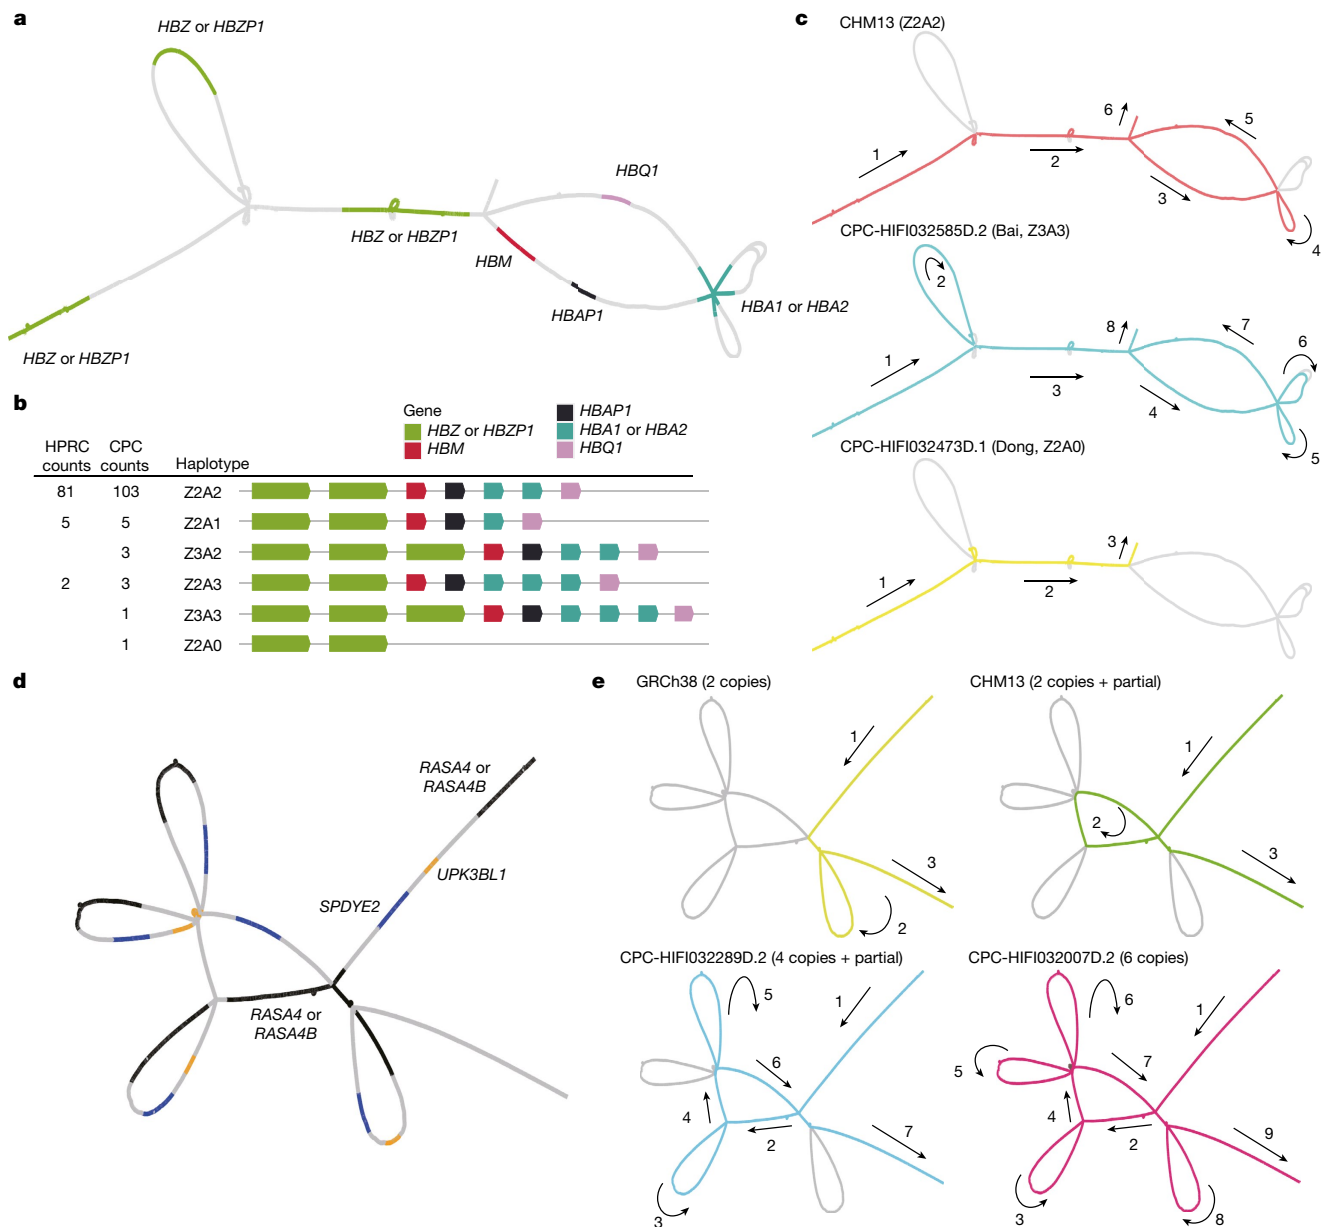 a
HBZ or HBZP1
HBQ1
HBZ or HBZP1
HBM
HBAP1
HBA1 or HBA2
HBZ or HBZP1
b
Gene
HBZ or HBZP1
HBM
HBAP1
HBA1 or HBA2
HBQ1
HPRC counts CPC counts Haplotype
81 103 Z2A2
5 5 Z2A1
3 Z3A2
2 3 Z2A3
1 Z3A3
1 Z2A0
c
CHM13 (Z2A2)
1
2
3
4
5
6
CPC-HIFI032585D.2 (Bai, Z3A3)
1
2
3
4
5
6
7
8
CPC-HIFI032473D.1 (Dong, Z2A0)
1
2
3
d
RASA4 or
RASA4B
UPK3BL1
SPDYE2
RASA4 or
RASA4B
e
GRCh38 (2 copies)
1
2
3
CHM13 (2 copies + partial)
1
2
3
CPC-HIFI032289D.2 (4 copies + partial)
1
2
3
4
5
6
7
CPC-HIFI032007D.2 (6 copies)
1
2
3
4
5
6
7
8
9